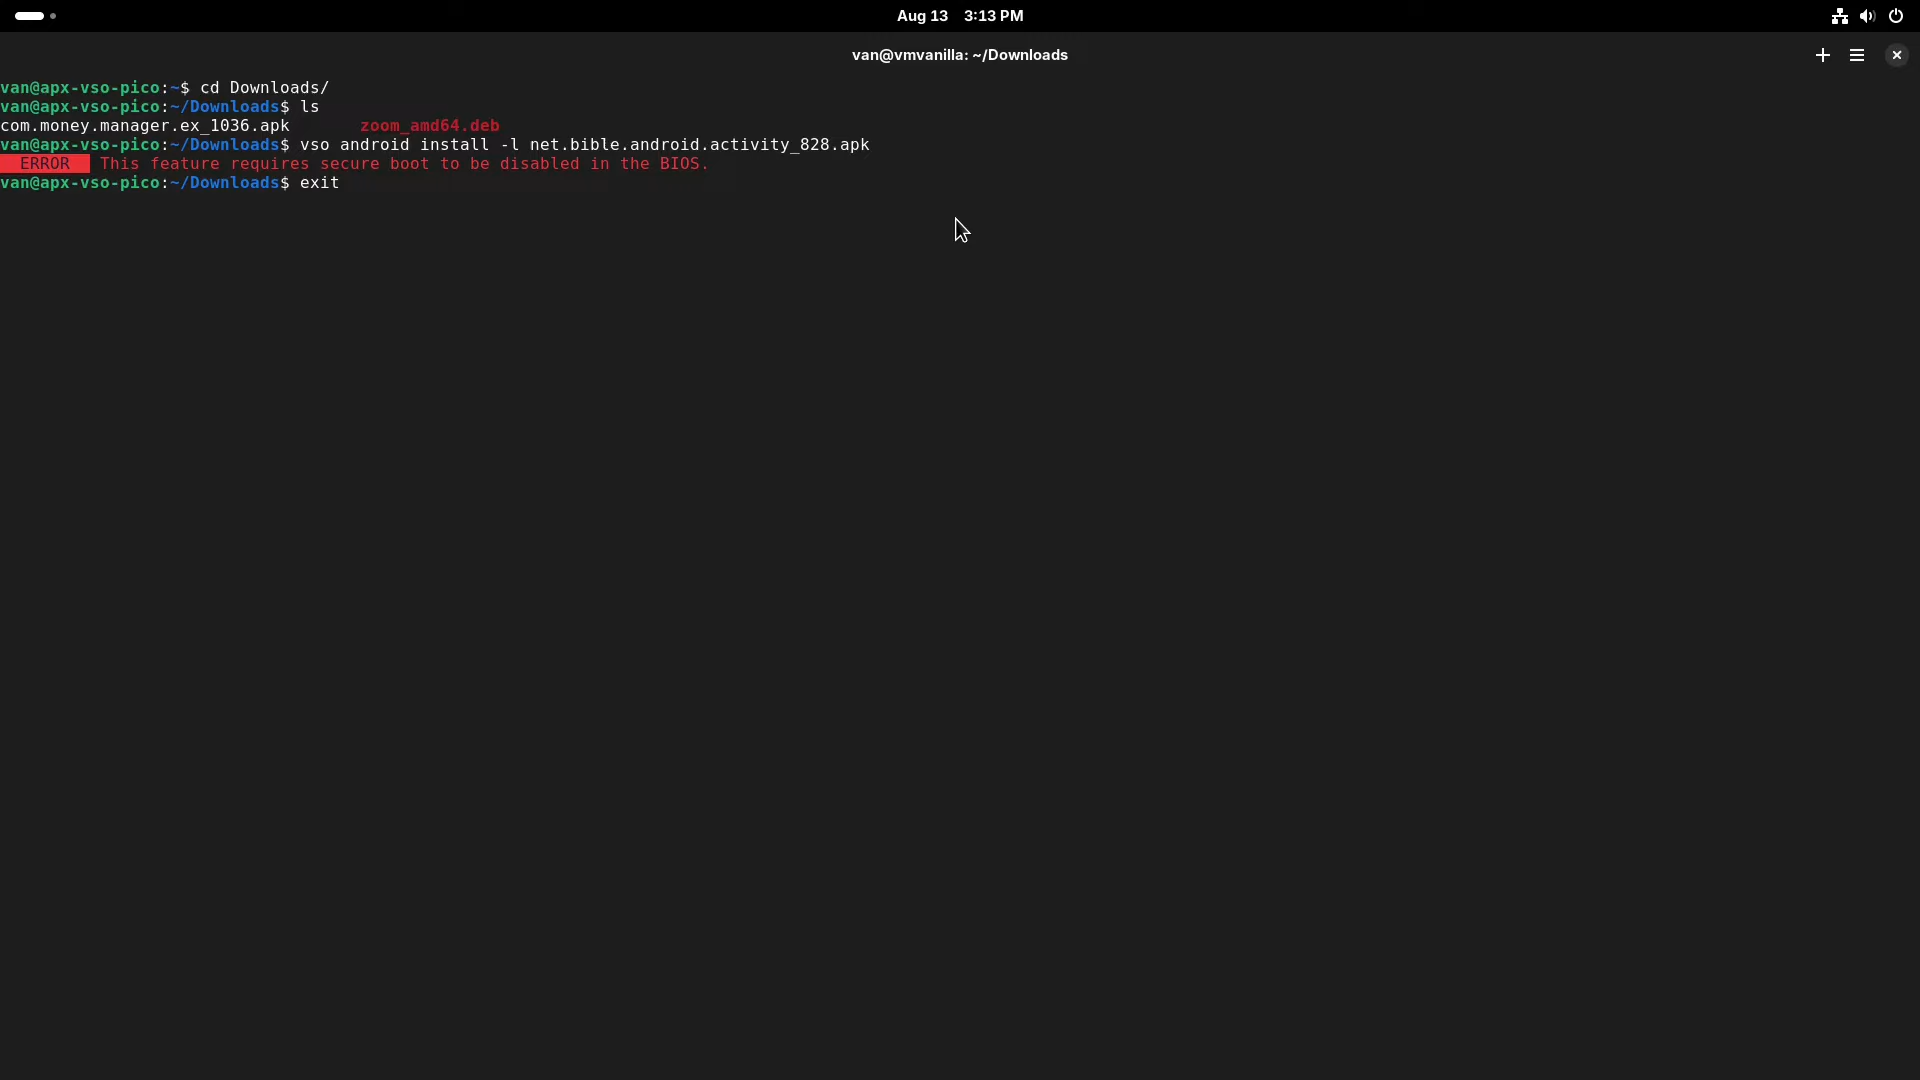 Aug 13 3:13 PM
van@vmvanilla: ~/Downloads
van@apx-vso-pico:~$ cd Downloads/
van@apx-vso-pico:~/Downloads$ ls
com.money.manager.ex_1036.apk zoom_amd64.deb
van@apx-vso-pico:~/Downloads$ vso android install -l net.bible.android.activity_828.apk
ERROR This feature requires secure boot to be disabled in the BIOS.
van@apx-vso-pico:~/Downloads$ exit